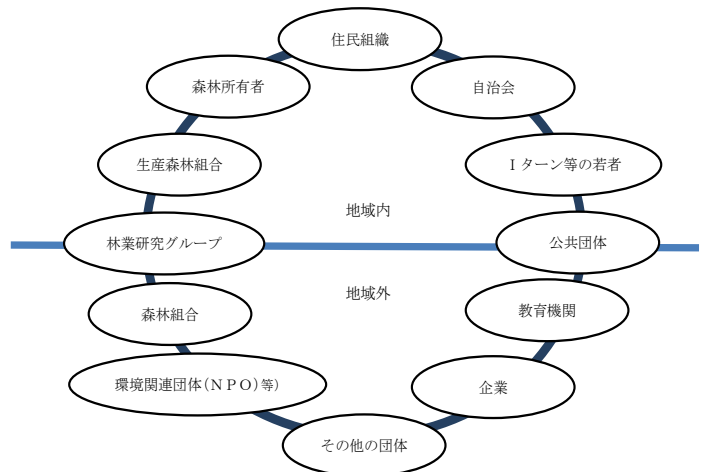 住民組織
森林所有者
自治会
生産森林組合
Ｉターン等の若者
地域内
林業研究グループ
公共団体
地域外
森林組合
教育機関
環境関連団体（ＮＰＯ）等）
企業
その他の団体